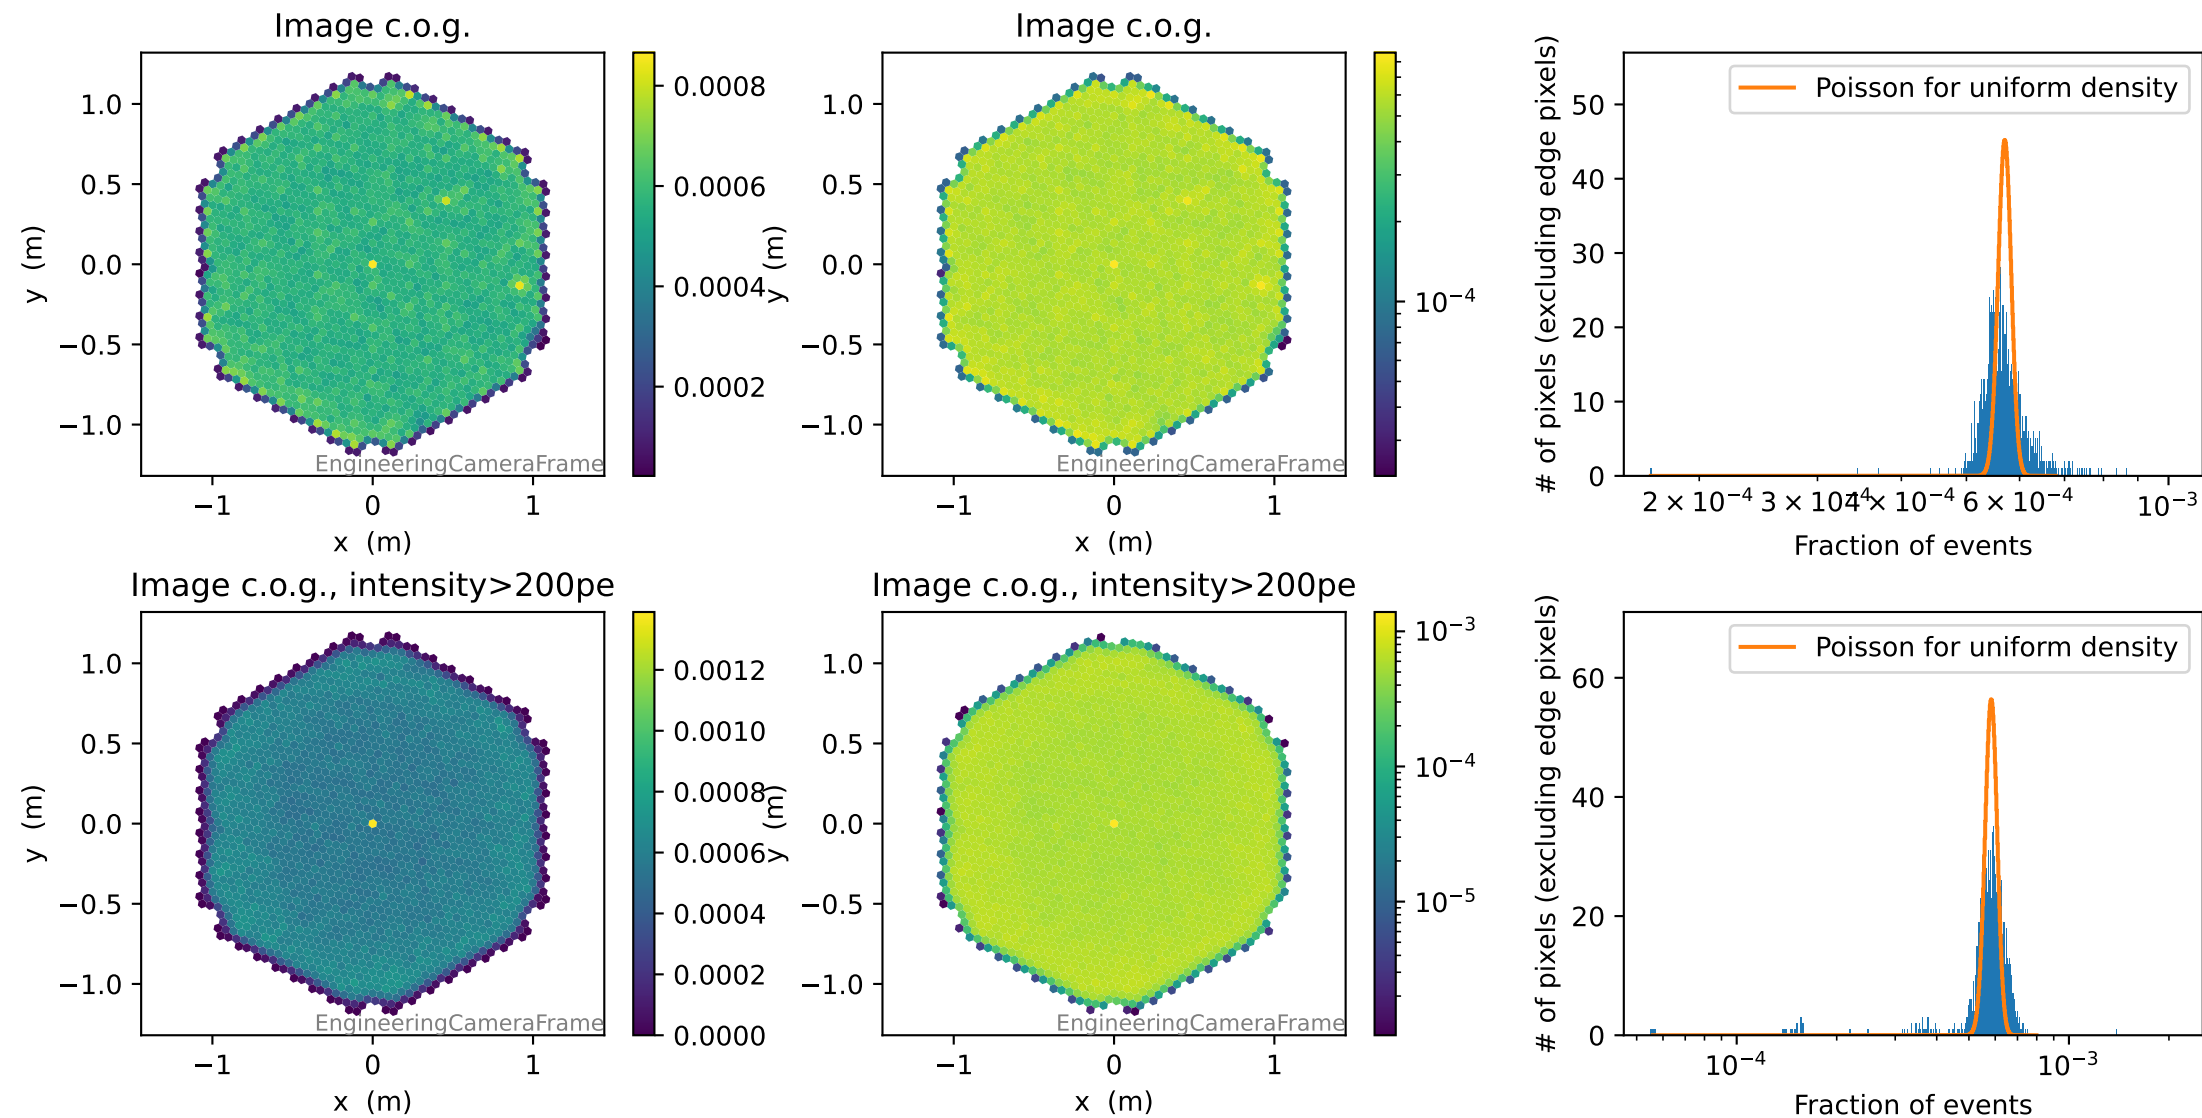 Image c.o.g.
1.0
0.5
0.0
−0.5
−1.0
y (m)
−1 0 1
x (m)
EngineeringCameraFrame
0.0008
0.0006
0.0004
0.0002
Image c.o.g.
1.0
0.5
0.0
−0.5
−1.0
y (m)
−1 0 1
x (m)
EngineeringCameraFrame
10⁻⁴
Poisson for uniform density
50
40
30
20
10
0
# of pixels (excluding edge pixels)
2 × 10⁻⁴ 3 × 10⁻⁴ 4 × 10⁻⁴ 6 × 10⁻⁴ 10⁻³
Fraction of events
Image c.o.g., intensity>200pe
1.0
0.5
0.0
−0.5
−1.0
y (m)
−1 0 1
x (m)
EngineeringCameraFrame
0.0012
0.0010
0.0008
0.0006
0.0004
0.0002
0.0000
Image c.o.g., intensity>200pe
1.0
0.5
0.0
−0.5
−1.0
y (m)
−1 0 1
x (m)
EngineeringCameraFrame
10⁻³
10⁻⁴
10⁻⁵
Poisson for uniform density
60
40
20
0
# of pixels (excluding edge pixels)
10⁻⁴ 10⁻³
Fraction of events